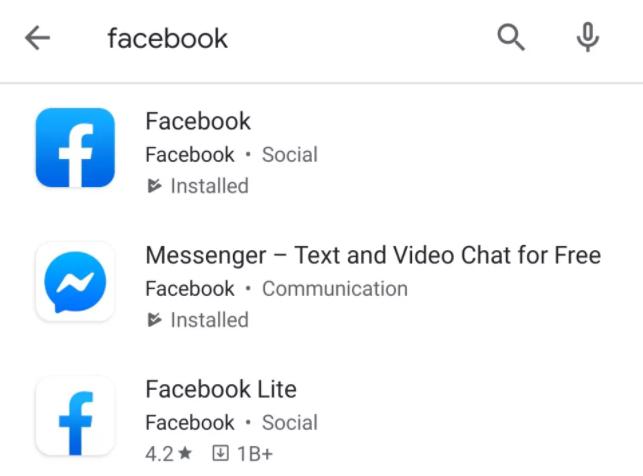 facebook
Facebook
Facebook • Social
Installed
Messenger – Text and Video Chat for Free
Facebook • Communication
Installed
Facebook Lite
Facebook • Social
4.2★ 1B+